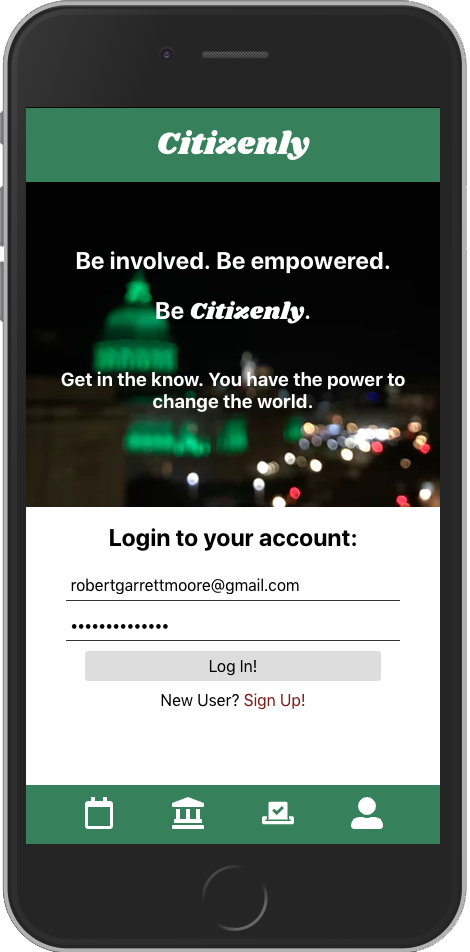 Citizenly
Be involved. Be empowered.
Be Citizenly.
Get in the know. You have the power to
change the world.
Login to your account:
robertgarrettmoore@gmail.com
••••••••••••••
Log In!
New User? Sign Up!